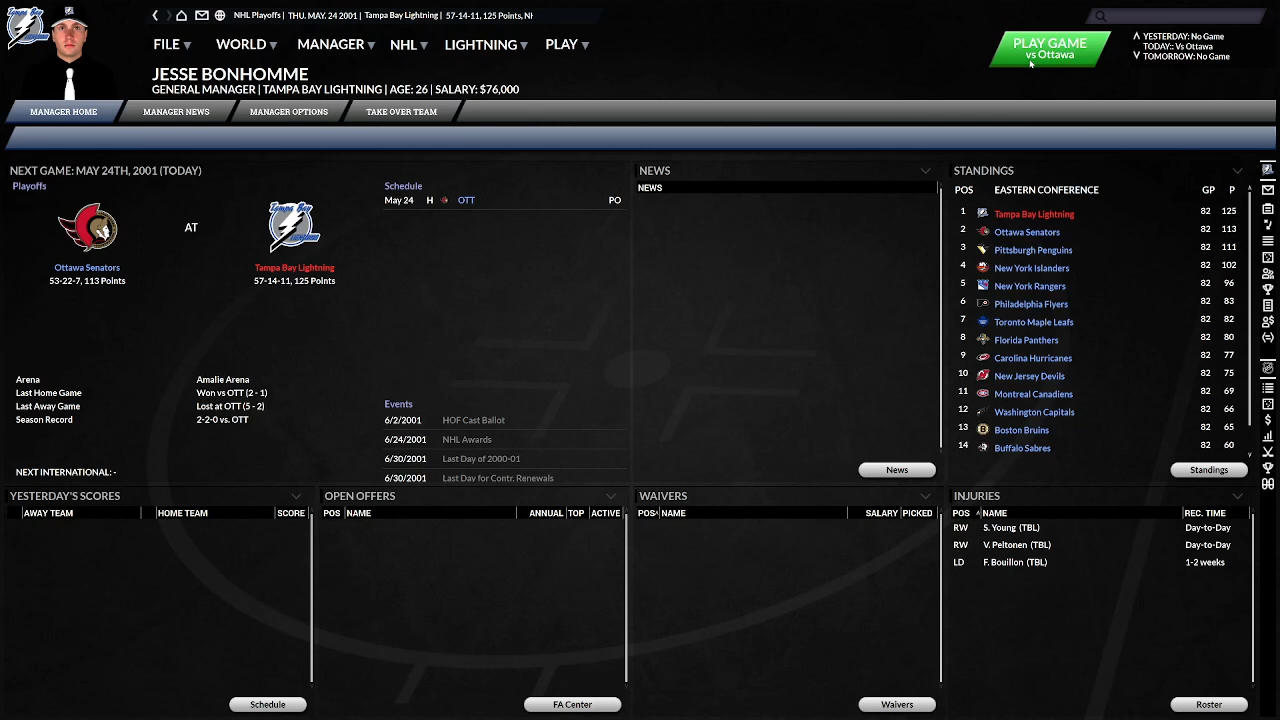 NHL Playoffs | THU. MAY. 24 2001 | Tampa Bay Lightning | 57-14-11, 125 Points, NH
FILE WORLD MANAGER NHL LIGHTNING PLAY
PLAY GAME
vs Ottawa
YESTERDAY: No Game
TODAY:: Vs Ottawa
TOMORROW: No Game
JESSE BONHOMME
GENERAL MANAGER | TAMPA BAY LIGHTNING | AGE: 26 | SALARY: $76,000
MANAGER HOME MANAGER NEWS MANAGER OPTIONS TAKE OVER TEAM
NEXT GAME: MAY 24TH, 2001 (TODAY)
Playoffs
AT
Tampa Bay
Ottawa Senators
53-22-7, 113 Points
Tampa Bay Lightning
57-14-11, 125 Points
Arena Amalie Arena
Last Home Game Won vs OTT (2 - 1)
Last Away Game Lost at OTT (5 - 2)
Season Record 2-2-0 vs. OTT
NEXT INTERNATIONAL: -
Schedule
May 24 H OTT PO
Events
6/2/2001 HOF Cast Ballot
6/24/2001 NHL Awards
6/30/2001 Last Day of 2000-01
6/30/2001 Last Day for Contr. Renewals
NEWS
NEWS
News
STANDINGS
POS EASTERN CONFERENCE GP P
1 Tampa Bay Lightning 82 125
2 Ottawa Senators 82 113
3 Pittsburgh Penguins 82 111
4 New York Islanders 82 102
5 New York Rangers 82 96
6 Philadelphia Flyers 82 83
7 Toronto Maple Leafs 82 82
8 Florida Panthers 82 80
9 Carolina Hurricanes 82 77
10 New Jersey Devils 82 75
11 Montreal Canadiens 82 69
12 Washington Capitals 82 66
13 Boston Bruins 82 65
14 Buffalo Sabres 82 60
Standings
YESTERDAY'S SCORES
AWAY TEAM HOME TEAM SCORE
Schedule
OPEN OFFERS
POS NAME ANNUAL TOP ACTIVE
FA Center
WAIVERS
POS NAME SALARY PICKED
Waivers
INJURIES
POS NAME REC. TIME
RW S. Young (TBL) Day-to-Day
RW V. Peltonen (TBL) Day-to-Day
LD F. Bouillon (TBL) 1-2 weeks
Roster